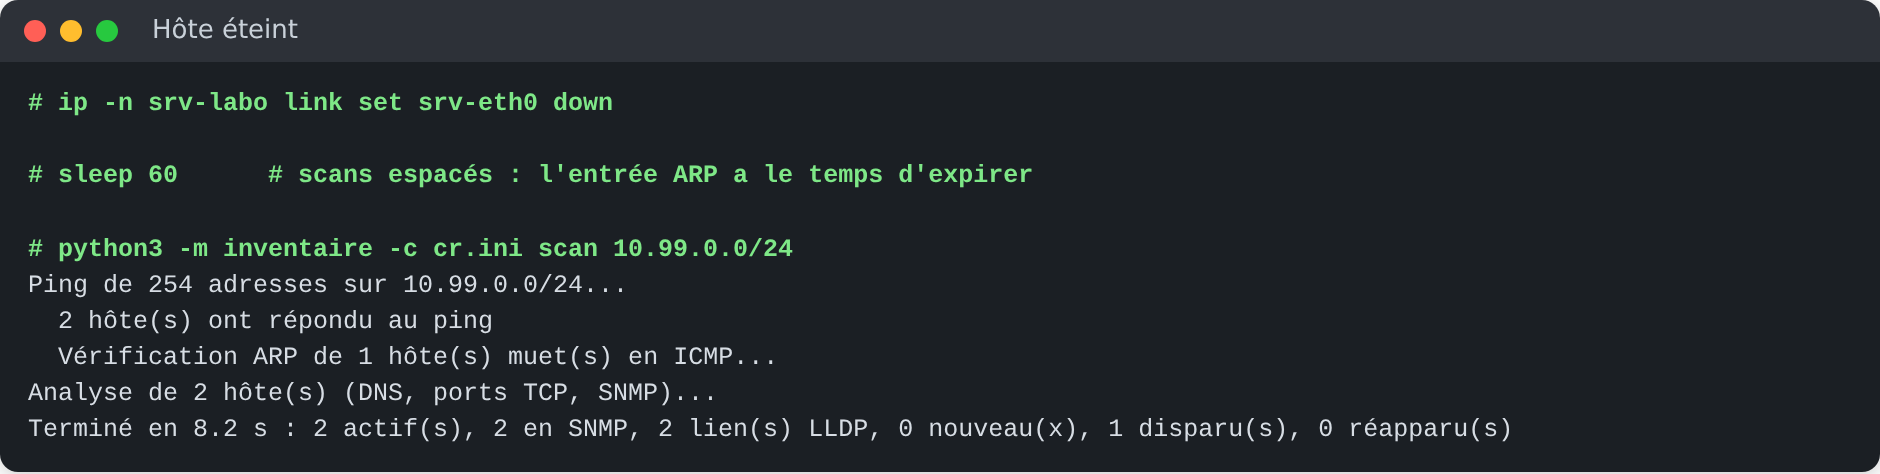 Hôte éteint
# ip -n srv-labo link set srv-eth0 down
# sleep 60      # scans espacés : l'entrée ARP a le temps d'expirer
# python3 -m inventaire -c cr.ini scan 10.99.0.0/24
Ping de 254 adresses sur 10.99.0.0/24...
  2 hôte(s) ont répondu au ping
  Vérification ARP de 1 hôte(s) muet(s) en ICMP...
Analyse de 2 hôte(s) (DNS, ports TCP, SNMP)...
Terminé en 8.2 s : 2 actif(s), 2 en SNMP, 2 lien(s) LLDP, 0 nouveau(x), 1 disparu(s), 0 réapparu(s)